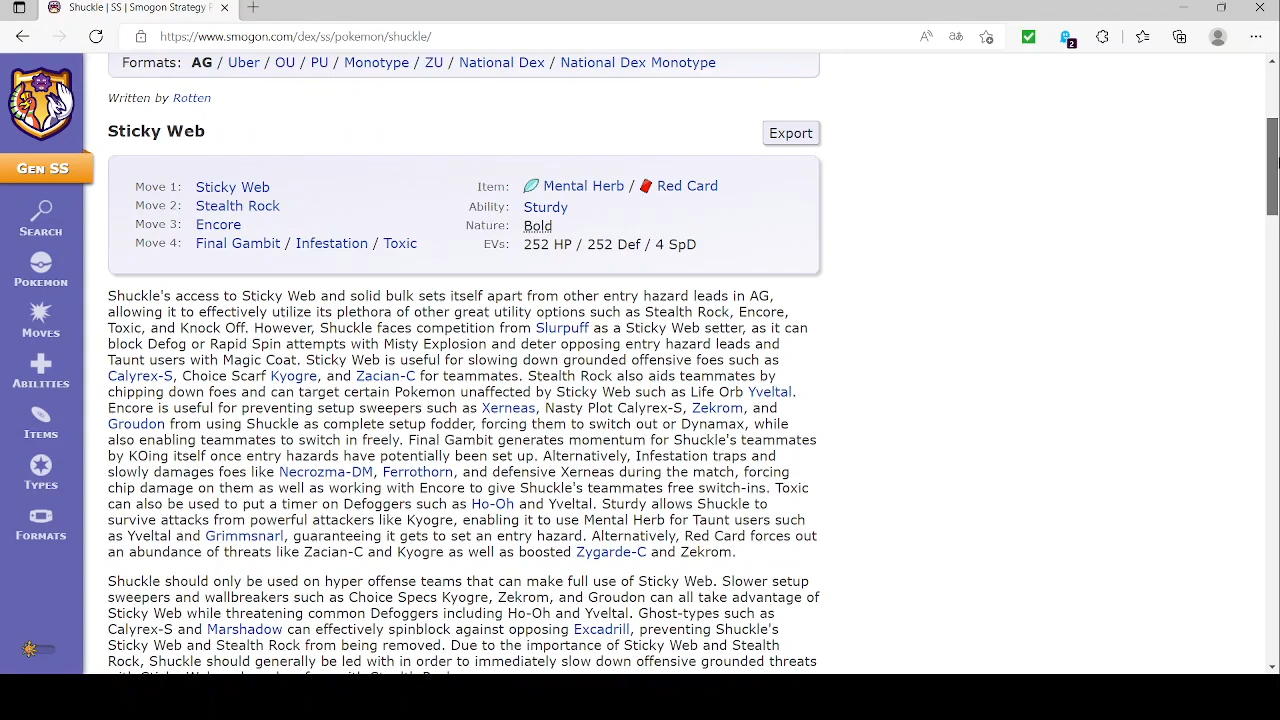 Shuckle | SS | Smogon Strategy P
https://www.smogon.com/dex/ss/pokemon/shuckle/
2
Formats: AG / Uber / OU / PU / Monotype / ZU / National Dex / National Dex Monotype
Written by Rotten
Sticky Web
Export
Move 1: Sticky Web
Move 2: Stealth Rock
Move 3: Encore
Move 4: Final Gambit / Infestation / Toxic
Item: Mental Herb / Red Card
Ability: Sturdy
Nature: Bold
EVs: 252 HP / 252 Def / 4 SpD
Shuckle's access to Sticky Web and solid bulk sets itself apart from other entry hazard leads in AG,
allowing it to effectively utilize its plethora of other great utility options such as Stealth Rock, Encore,
Toxic, and Knock Off. However, Shuckle faces competition from Slurpuff as a Sticky Web setter, as it can
block Defog or Rapid Spin attempts with Misty Explosion and deter opposing entry hazard leads and
Taunt users with Magic Coat. Sticky Web is useful for slowing down grounded offensive foes such as
Calyrex-S, Choice Scarf Kyogre, and Zacian-C for teammates. Stealth Rock also aids teammates by
chipping down foes and can target certain Pokemon unaffected by Sticky Web such as Life Orb Yveltal.
Encore is useful for preventing setup sweepers such as Xerneas, Nasty Plot Calyrex-S, Zekrom, and
Groudon from using Shuckle as complete setup fodder, forcing them to switch out or Dynamax, while
also enabling teammates to switch in freely. Final Gambit generates momentum for Shuckle's teammates
by KOing itself once entry hazards have potentially been set up. Alternatively, Infestation traps and
slowly damages foes like Necrozma-DM, Ferrothorn, and defensive Xerneas during the match, forcing
chip damage on them as well as working with Encore to give Shuckle's teammates free switch-ins. Toxic
can also be used to put a timer on Defoggers such as Ho-Oh and Yveltal. Sturdy allows Shuckle to
survive attacks from powerful attackers like Kyogre, enabling it to use Mental Herb for Taunt users such
as Yveltal and Grimmsnarl, guaranteeing it gets to set an entry hazard. Alternatively, Red Card forces out
an abundance of threats like Zacian-C and Kyogre as well as boosted Zygarde-C and Zekrom.
Shuckle should only be used on hyper offense teams that can make full use of Sticky Web. Slower setup
sweepers and wallbreakers such as Choice Specs Kyogre, Zekrom, and Groudon can all take advantage of
Sticky Web while threatening common Defoggers including Ho-Oh and Yveltal. Ghost-types such as
Calyrex-S and Marshadow can effectively spinblock against opposing Excadrill, preventing Shuckle's
Sticky Web and Stealth Rock from being removed. Due to the importance of Sticky Web and Stealth
Rock, Shuckle should generally be led with in order to immediately slow down offensive grounded threats
GEN SS
SEARCH
POKEMON
MOVES
ABILITIES
ITEMS
TYPES
FORMATS